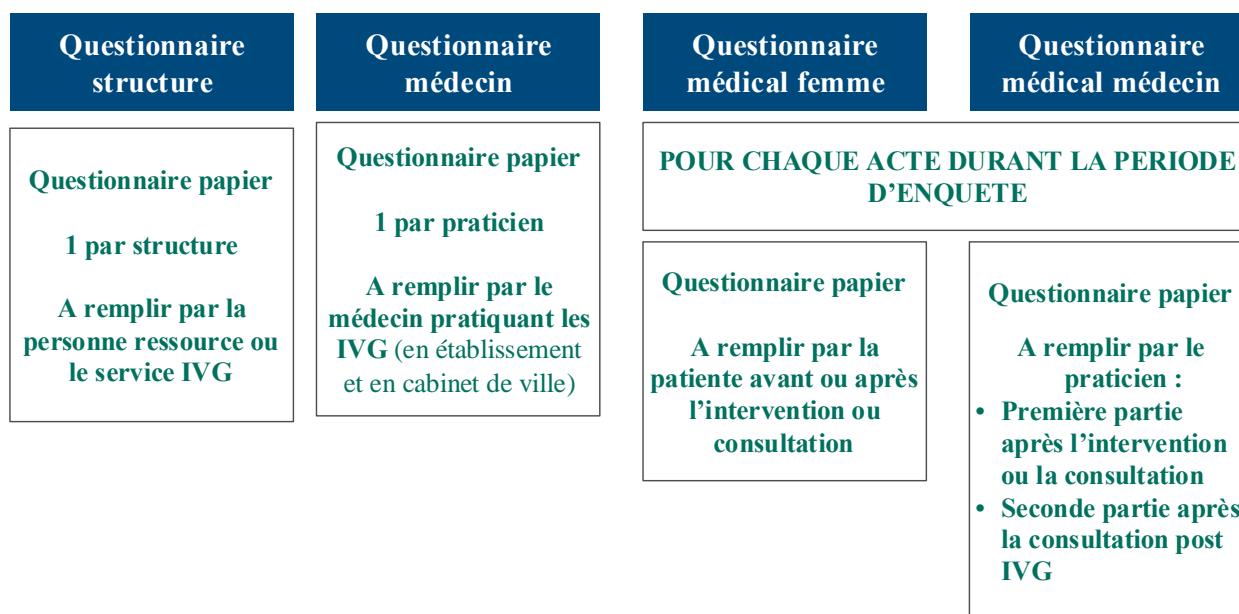 Questionnaire
structure
Questionnaire papier
1 par structure
A remplir par la
personne ressource ou
le service IVG
Questionnaire
médecin
Questionnaire papier
1 par praticien
A remplir par le
médecin pratiquant les
IVG (en établissement
et en cabinet de ville)
Questionnaire
médical femme
Questionnaire
médical médecin
POUR CHAQUE ACTE DURANT LA PERIODE
D’ENQUETE
Questionnaire papier
A remplir par la
patiente avant ou après
l’intervention ou
consultation
Questionnaire papier
A remplir par le
praticien :
• Première partie
après l’intervention
ou la consultation
• Seconde partie après
la consultation post
IVG